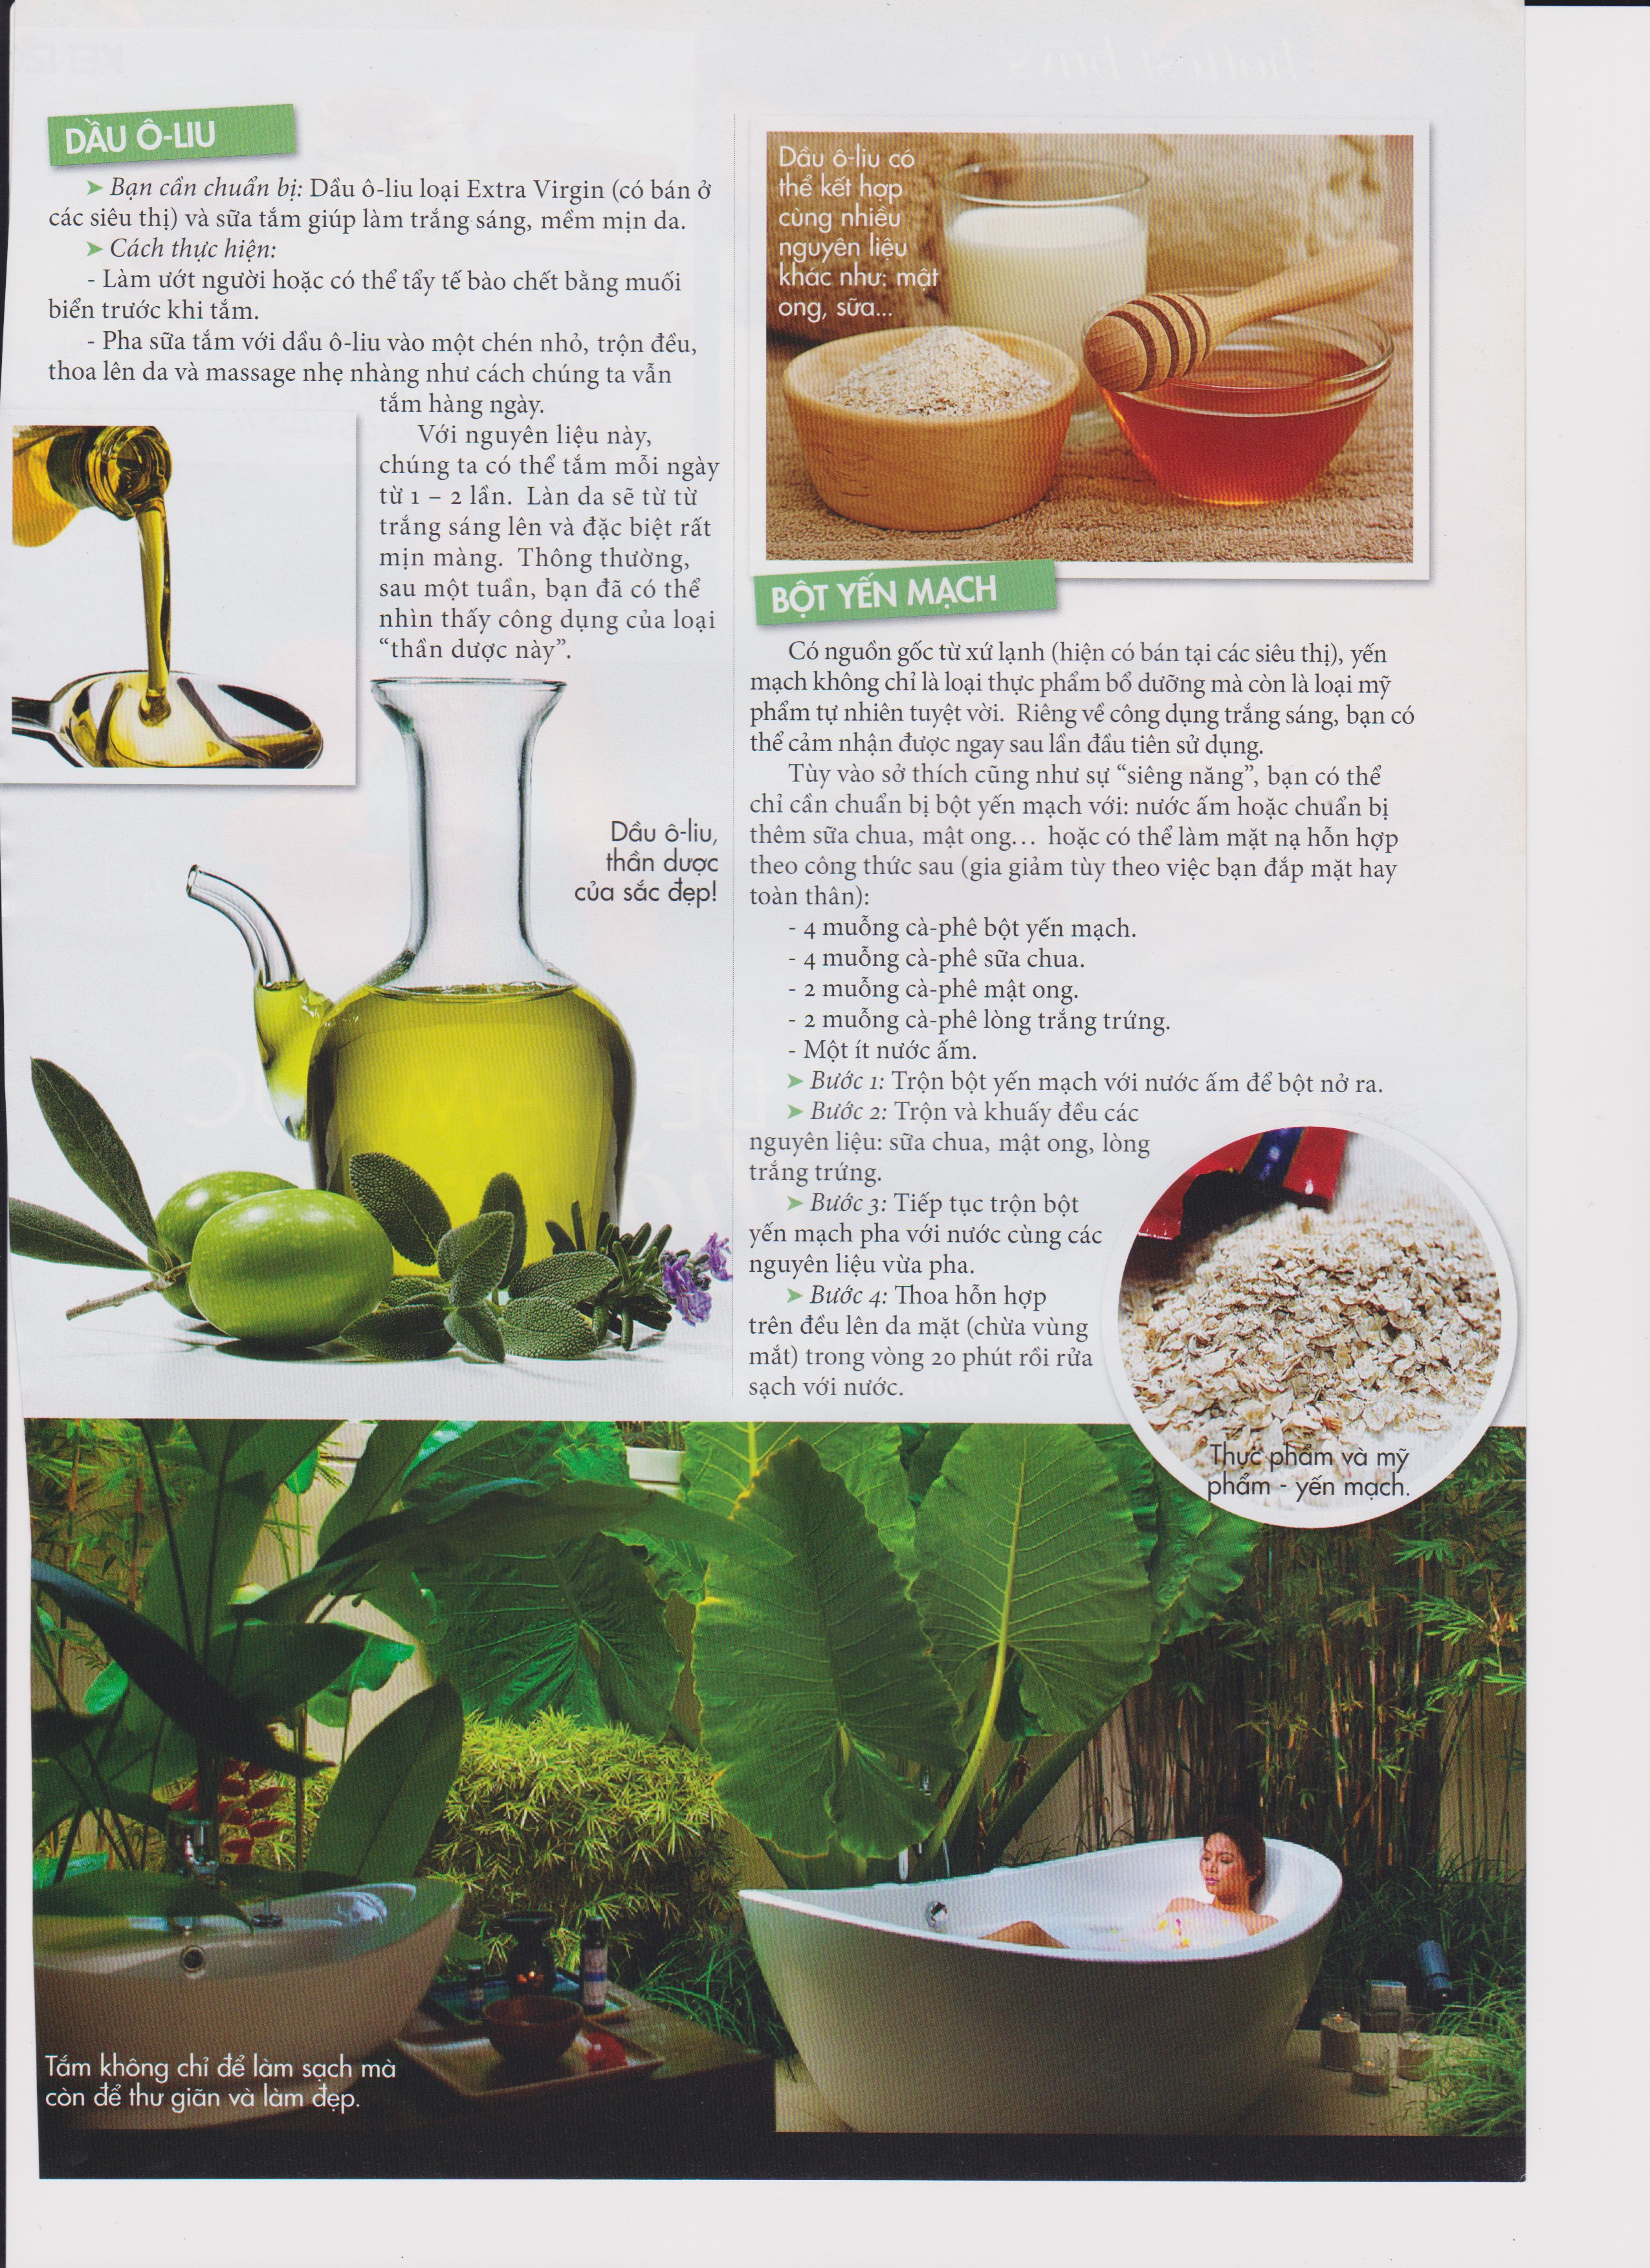 DẦU Ô-LIU
➤ Bạn cần chuẩn bị: Dầu ô-liu loại Extra Virgin (có bán ở
các siêu thị) và sữa tắm giúp làm trắng sáng, mềm mịn da.
➤ Cách thực hiện:
- Làm ướt người hoặc có thể tẩy tế bào chết bằng muối
biển trước khi tắm.
- Pha sữa tắm với dầu ô-liu vào một chén nhỏ, trộn đều,
thoa lên da và massage nhẹ nhàng như cách chúng ta vẫn
tắm hàng ngày.
Với nguyên liệu này,
chúng ta có thể tắm mỗi ngày
từ 1 – 2 lần. Làn da sẽ từ từ
trắng sáng lên và đặc biệt rất
mịn màng. Thông thường,
sau một tuần, bạn đã có thể
nhìn thấy công dụng của loại
“thần dược này”.
Dầu ô-liu,
thần dược
của sắc đẹp!
Dầu ô-liu có
thể kết hợp
cùng nhiều
nguyên liệu
khác như: mật
ong, sữa...
BỘT YẾN MẠCH
Có nguồn gốc từ xứ lạnh (hiện có bán tại các siêu thị), yến
mạch không chỉ là loại thực phẩm bổ dưỡng mà còn là loại mỹ
phẩm tự nhiên tuyệt vời. Riêng về công dụng trắng sáng, bạn có
thể cảm nhận được ngay sau lần đầu tiên sử dụng.
Tùy vào sở thích cũng như sự “siêng năng”, bạn có thể
chỉ cần chuẩn bị bột yến mạch với: nước ấm hoặc chuẩn bị
thêm sữa chua, mật ong… hoặc có thể làm mặt nạ hỗn hợp
theo công thức sau (gia giảm tùy theo việc bạn đắp mặt hay
toàn thân):
- 4 muỗng cà-phê bột yến mạch.
- 4 muỗng cà-phê sữa chua.
- 2 muỗng cà-phê mật ong.
- 2 muỗng cà-phê lòng trắng trứng.
- Một ít nước ấm.
➤ Bước 1: Trộn bột yến mạch với nước ấm để bột nở ra.
➤ Bước 2: Trộn và khuấy đều các
nguyên liệu: sữa chua, mật ong, lòng
trắng trứng.
➤ Bước 3: Tiếp tục trộn bột
yến mạch pha với nước cùng các
nguyên liệu vừa pha.
➤ Bước 4: Thoa hỗn hợp
trên đều lên da mặt (chừa vùng
mắt) trong vòng 20 phút rồi rửa
sạch với nước.
Thực phẩm và mỹ
phẩm - yến mạch.
Tắm không chỉ để làm sạch mà
còn để thư giãn và làm đẹp.